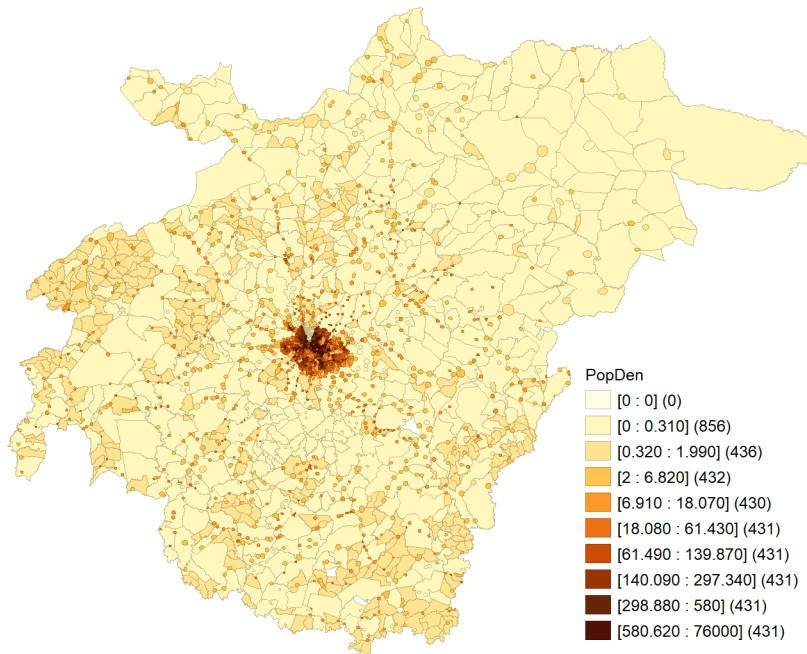 PopDen
[0 : 0] (0)
[0 : 0.310] (856)
[0.320 : 1.990] (436)
[2 : 6.820] (432)
[6.910 : 18.070] (430)
[18.080 : 61.430] (431)
[61.490 : 139.870] (431)
[140.090 : 297.340] (431)
[298.880 : 580] (431)
[580.620 : 76000] (431)